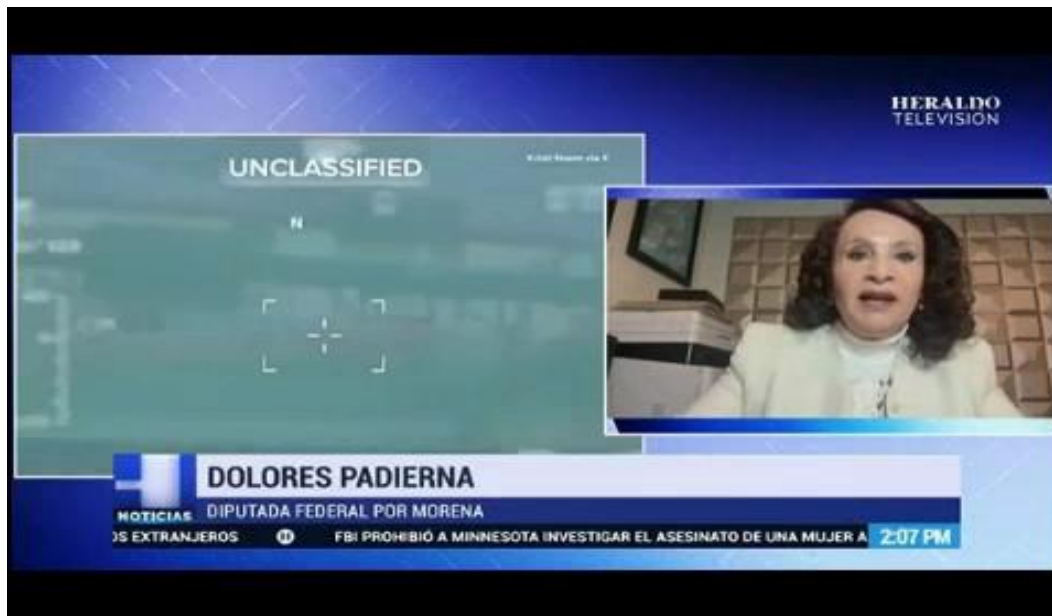 HERALDO
TELEVISIÓN
UNCLASSIFIED
N
DOLORES PADIERNA
NOTICIAS
DIPUTADA FEDERAL POR MORENA
OS EXTRANJEROS
FBI PROHIBIÓ A MINNESOTA INVESTIGAR EL ASESINATO DE UNA MUJER A
2:07 PM